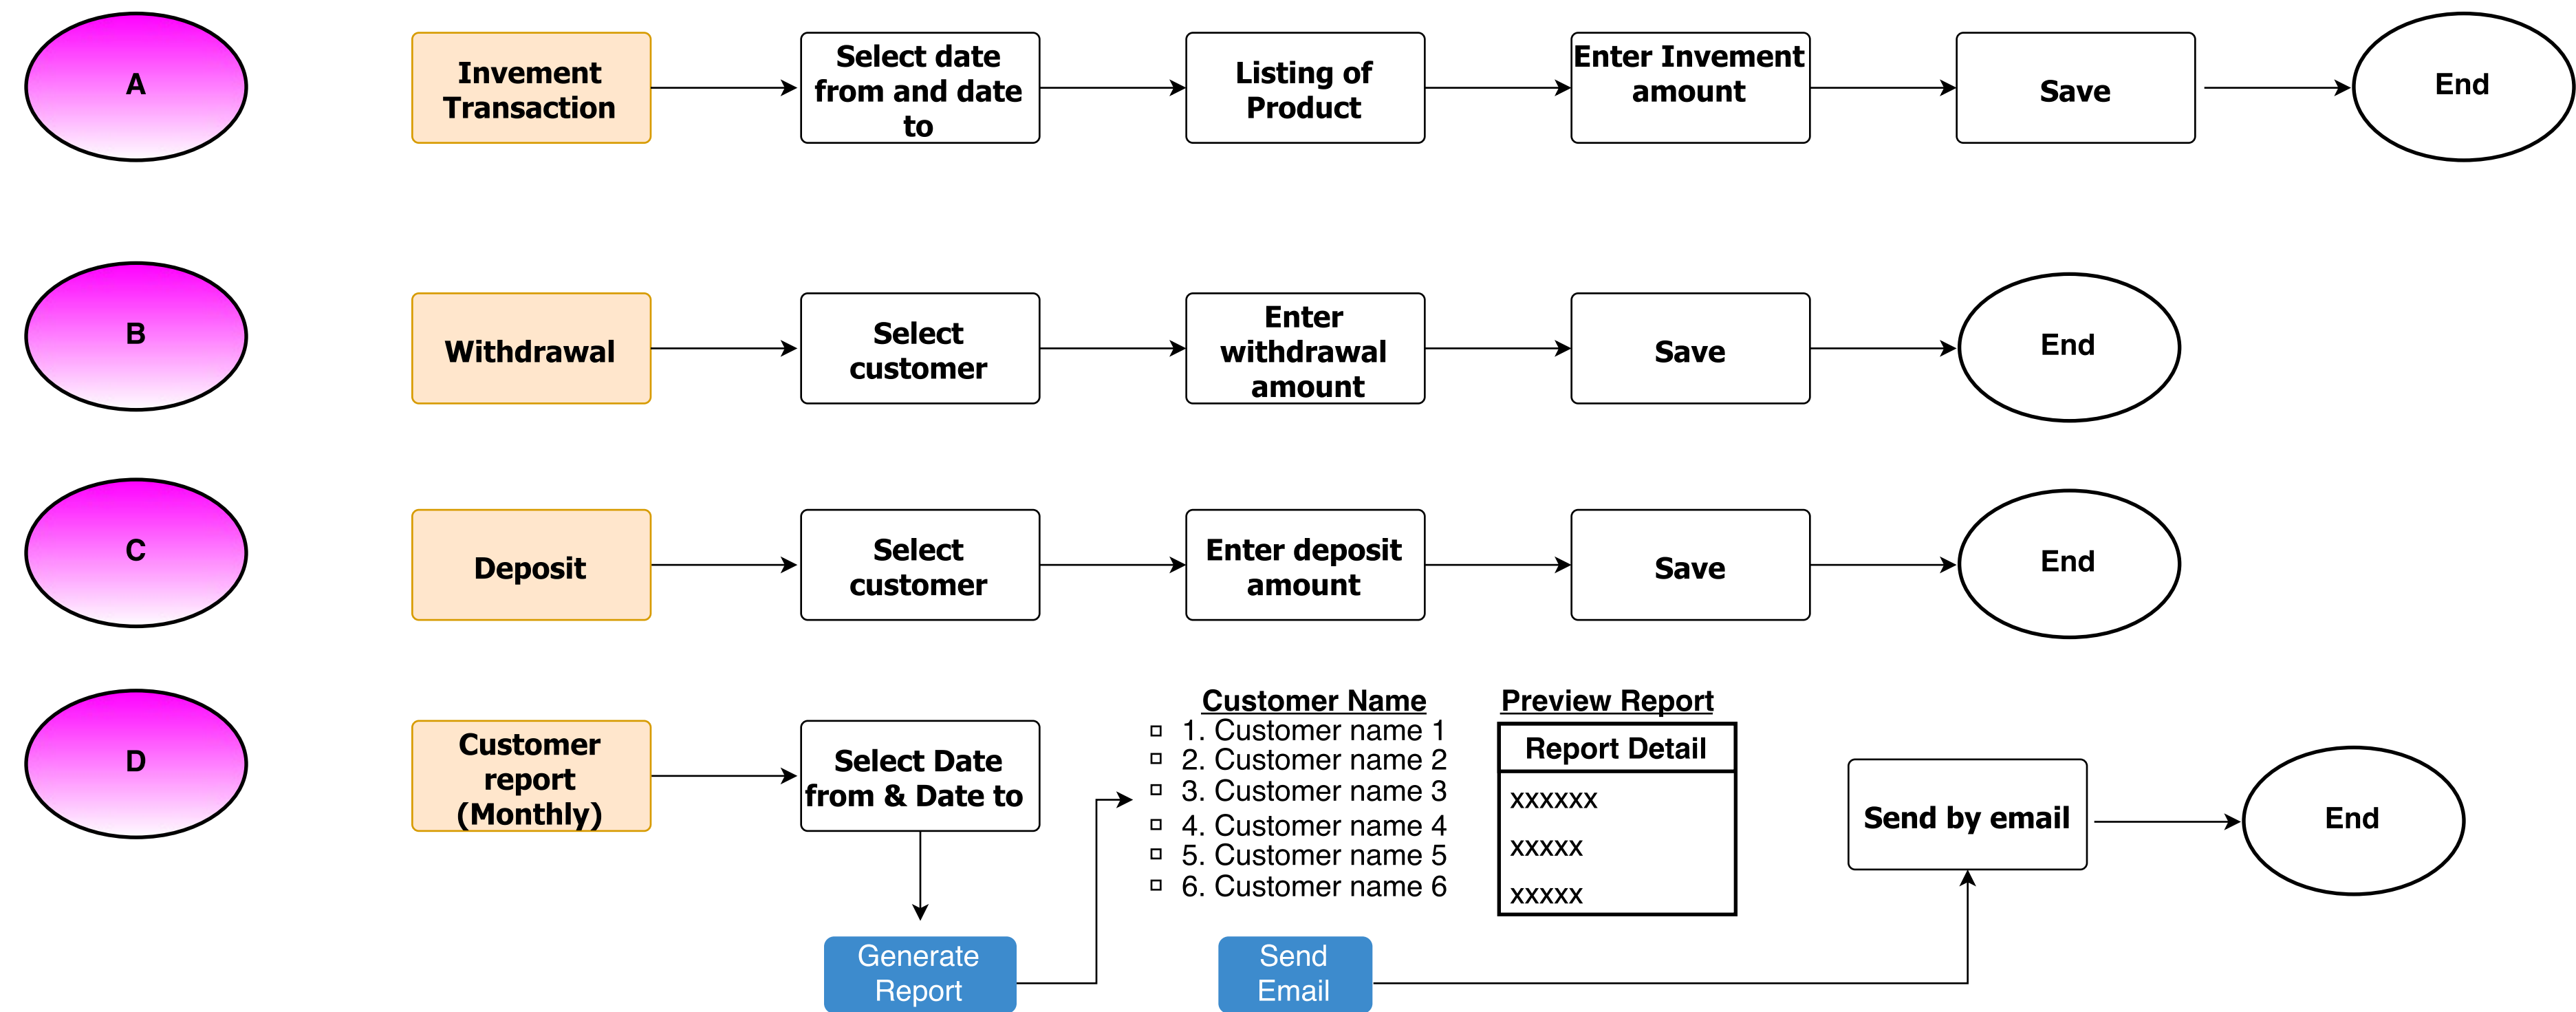 A
Invement
Transaction
Select date
from and date
to
Listing of
Product
Enter Invement
amount
Save
End
B
Withdrawal
Select
customer
Enter
withdrawal
amount
Save
End
C
Deposit
Select
customer
Enter deposit
amount
Save
End
D
Customer
report
(Monthly)
Select Date
from & Date to
Generate
Report
Customer Name
1. Customer name 1
2. Customer name 2
3. Customer name 3
4. Customer name 4
5. Customer name 5
6. Customer name 6
Preview Report
Report Detail
xxxxxx
xxxxx
xxxxx
Send
Email
Send by email
End